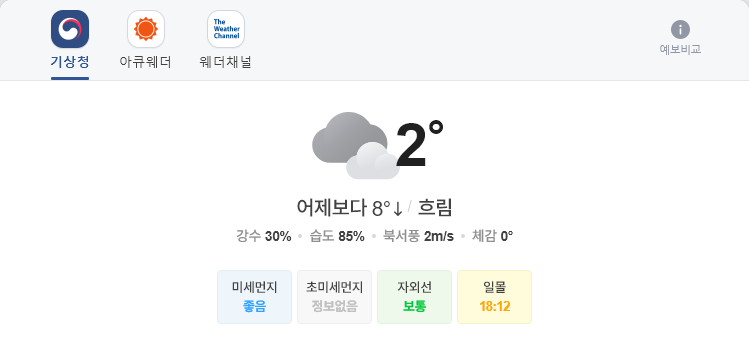 The
Weather
Channel
기상청 아큐웨더 웨더채널 예보비교
2°
어제보다 8°↓ / 흐림
강수 30% • 습도 85% • 북서풍 2m/s • 체감 0°
미세먼지 초미세먼지 자외선 일몰
좋음 정보없음 보통 18:12